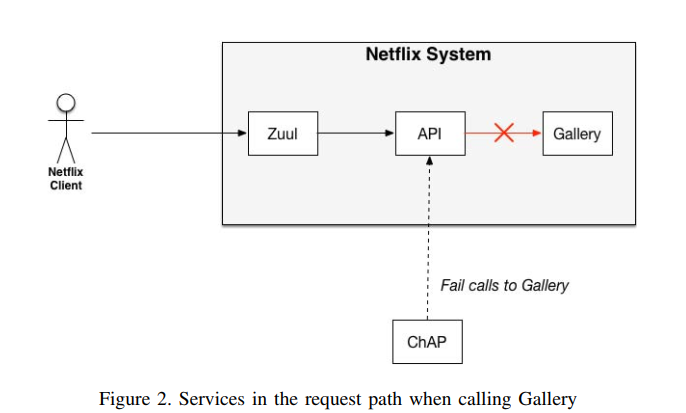 Netflix System
Zuul
API
Gallery
Netflix
Client
Fail calls to Gallery
ChAP
Figure 2. Services in the request path when calling Gallery